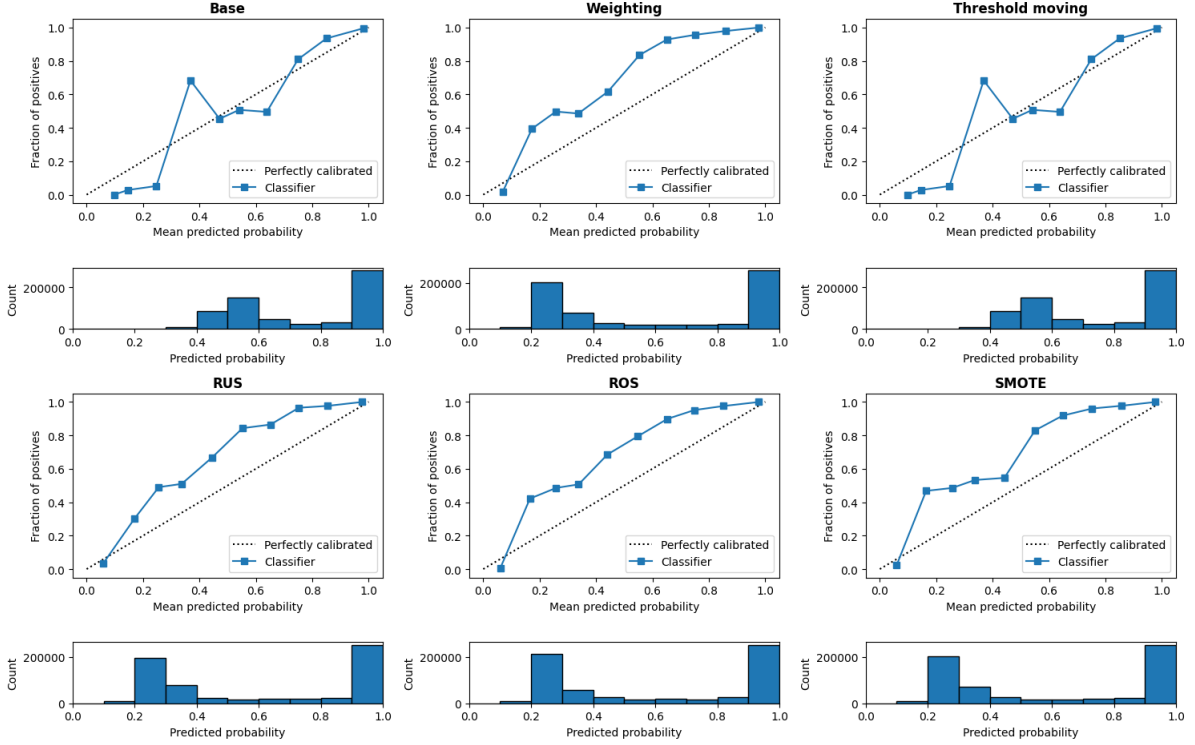 Base
1.0
0.8
0.6
0.4
0.2
0.0
Fraction of positives
Perfectly calibrated
Classifier
0.0 0.2 0.4 0.6 0.8 1.0
Mean predicted probability
200000
0
Count
0.0 0.2 0.4 0.6 0.8 1.0
Predicted probability
Weighting
1.0
0.8
0.6
0.4
0.2
0.0
Fraction of positives
Perfectly calibrated
Classifier
0.0 0.2 0.4 0.6 0.8 1.0
Mean predicted probability
200000
0
Count
0.0 0.2 0.4 0.6 0.8 1.0
Predicted probability
Threshold moving
1.0
0.8
0.6
0.4
0.2
0.0
Fraction of positives
Perfectly calibrated
Classifier
0.0 0.2 0.4 0.6 0.8 1.0
Mean predicted probability
200000
0
Count
0.0 0.2 0.4 0.6 0.8 1.0
Predicted probability
RUS
1.0
0.8
0.6
0.4
0.2
0.0
Fraction of positives
Perfectly calibrated
Classifier
0.0 0.2 0.4 0.6 0.8 1.0
Mean predicted probability
200000
0
Count
0.0 0.2 0.4 0.6 0.8 1.0
Predicted probability
ROS
1.0
0.8
0.6
0.4
0.2
0.0
Fraction of positives
Perfectly calibrated
Classifier
0.0 0.2 0.4 0.6 0.8 1.0
Mean predicted probability
200000
0
Count
0.0 0.2 0.4 0.6 0.8 1.0
Predicted probability
SMOTE
1.0
0.8
0.6
0.4
0.2
0.0
Fraction of positives
Perfectly calibrated
Classifier
0.0 0.2 0.4 0.6 0.8 1.0
Mean predicted probability
200000
0
Count
0.0 0.2 0.4 0.6 0.8 1.0
Predicted probability